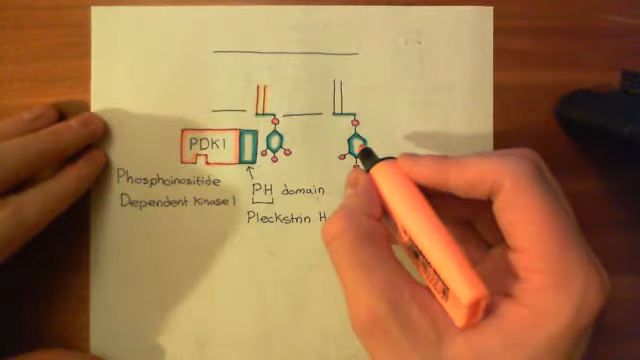 PDK1
Phosphoinositide
Dependent kinase 1
PH domain
Pleckstrin H